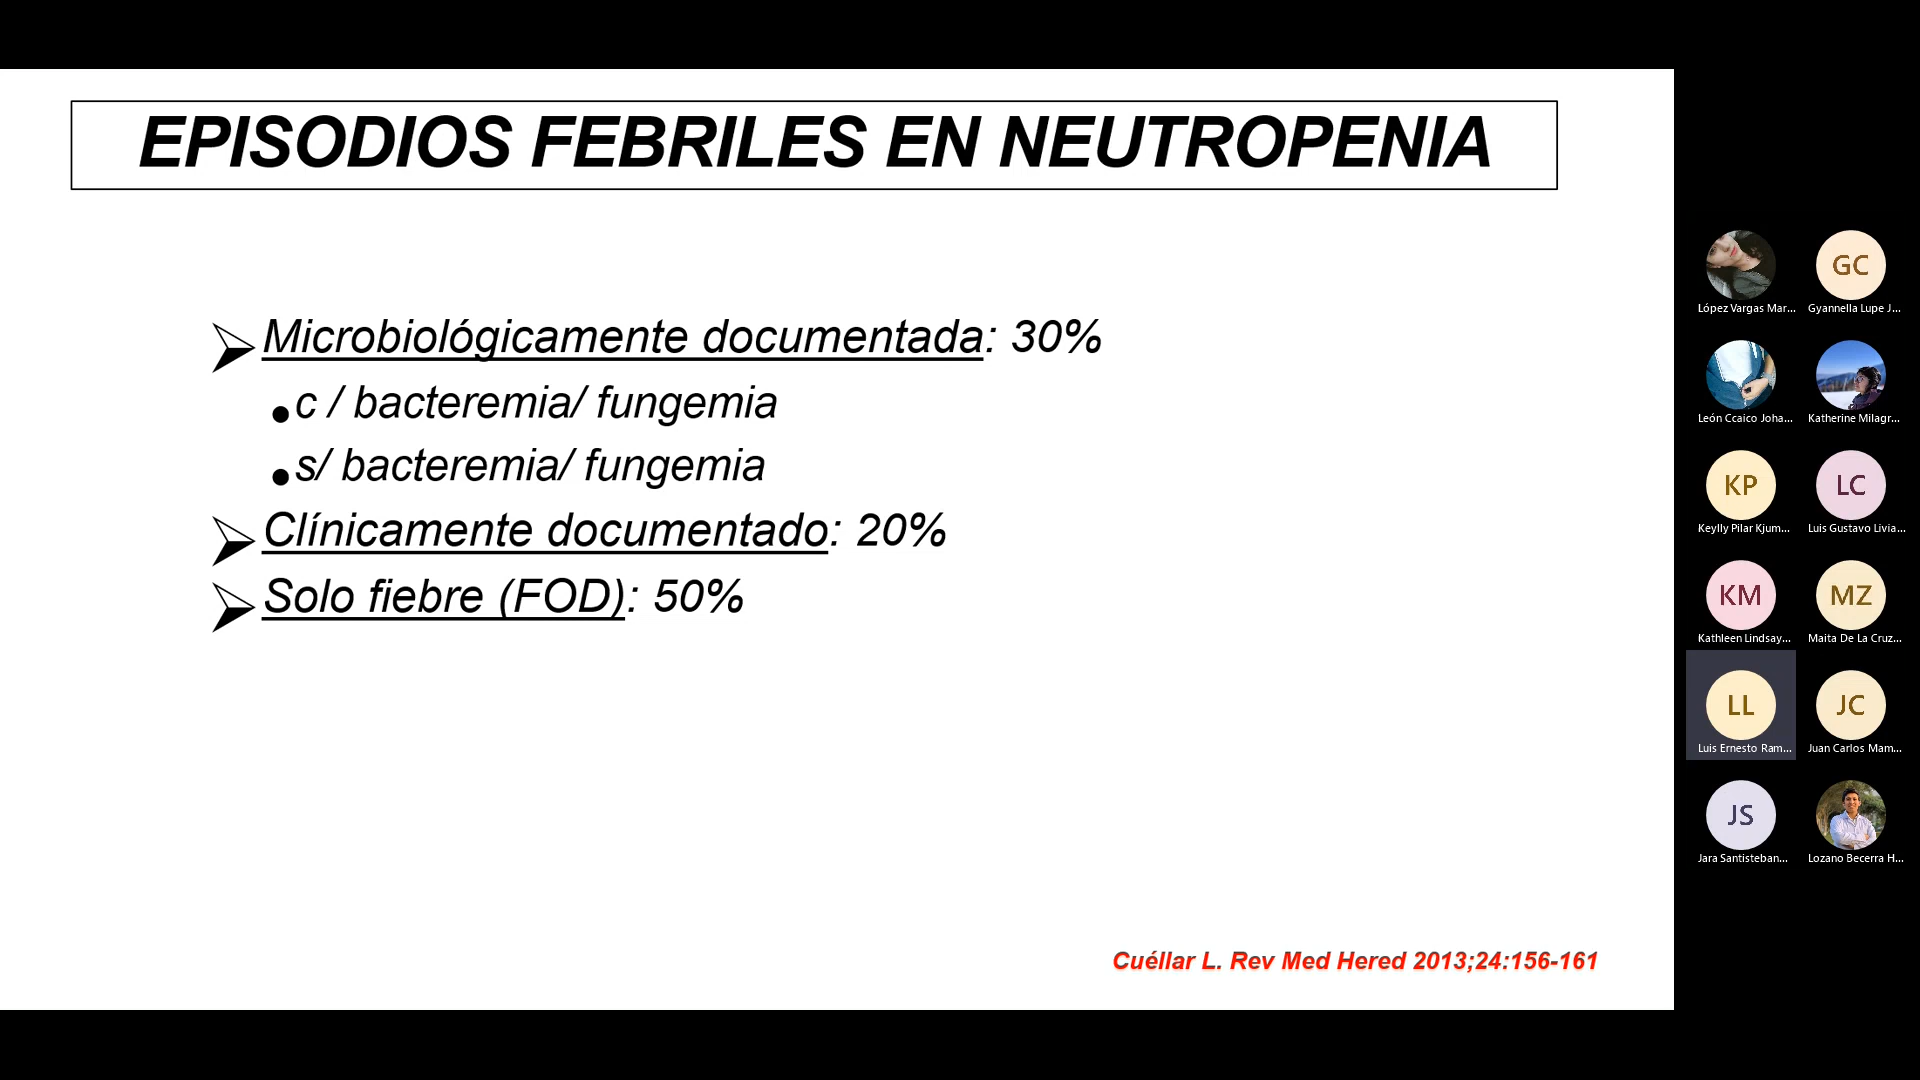 EPISODIOS FEBRILES EN NEUTROPENIA
Microbiológicamente documentada: 30%
c / bacteremia/ fungemia
s/ bacteremia/ fungemia
Clínicamente documentado: 20%
Solo fiebre (FOD): 50%
Cuéllar L. Rev Med Hered 2013;24:156-161
GC
López Vargas Mar...
Gyannella Lupe J...
León Ccaico Joha...
Katherine Milagr...
KP
LC
Keylly Pilar Kjum...
Luis Gustavo Livia...
KM
MZ
Kathleen Lindsay...
Maita De La Cruz...
LL
JC
Luis Ernesto Ram...
Juan Carlos Mam...
JS
Jara Santisteban...
Lozano Becerra H...